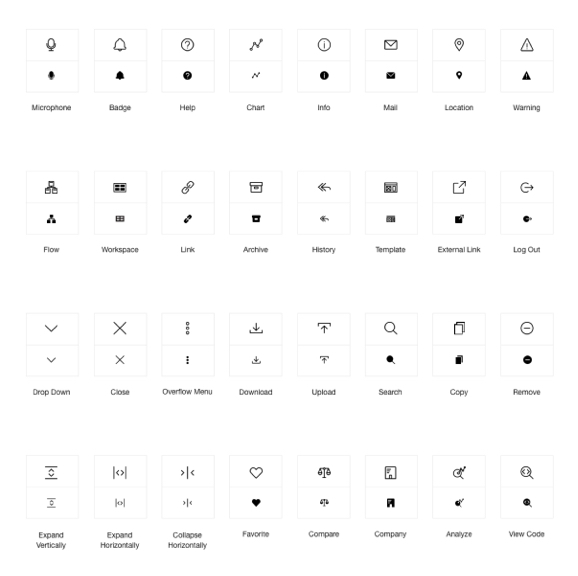 Microphone
Badge
Help
Chart
Info
Mail
Location
Warning
Flow
Workspace
Link
Archive
History
Template
External Link
Log Out
Drop Down
Close
Overflow Menu
Download
Upload
Search
Copy
Remove
Expand
Vertically
Expand
Horizontally
Collapse
Horizontally
Favorite
Compare
Company
Analyze
View Code